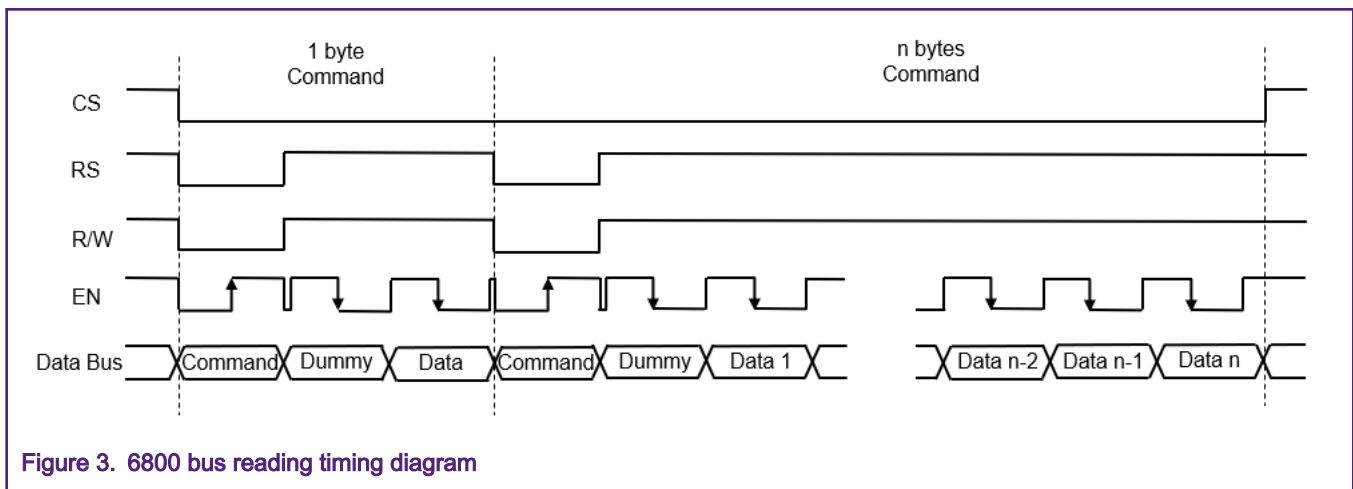 1 byte
Command
n bytes
Command
CS
RS
R/W
EN
Data Bus
Command Dummy Data Command Dummy Data 1 Data n-2 Data n-1 Data n
Figure 3. 6800 bus reading timing diagram